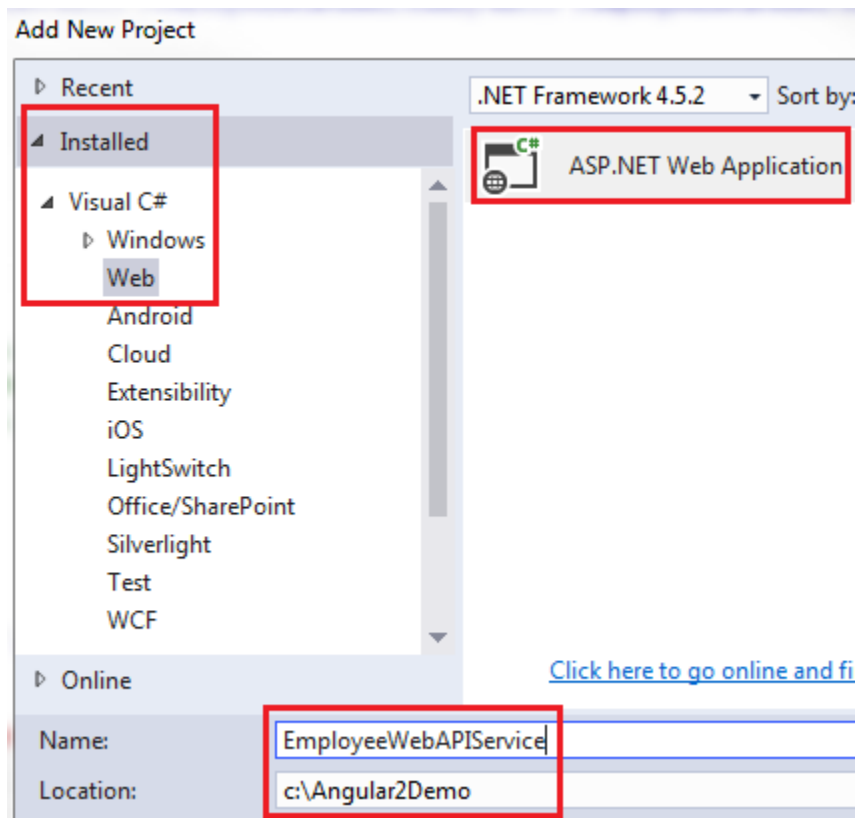 Add New Project
Recent
Installed
Visual C#
Windows
Web
Android
Cloud
Extensibility
iOS
LightSwitch
Office/SharePoint
Silverlight
Test
WCF
Online
.NET Framework 4.5.2 Sort by:
C# ASP.NET Web Application
Click here to go online and fi
Name: EmployeeWebAPIService
Location: c:\Angular2Demo